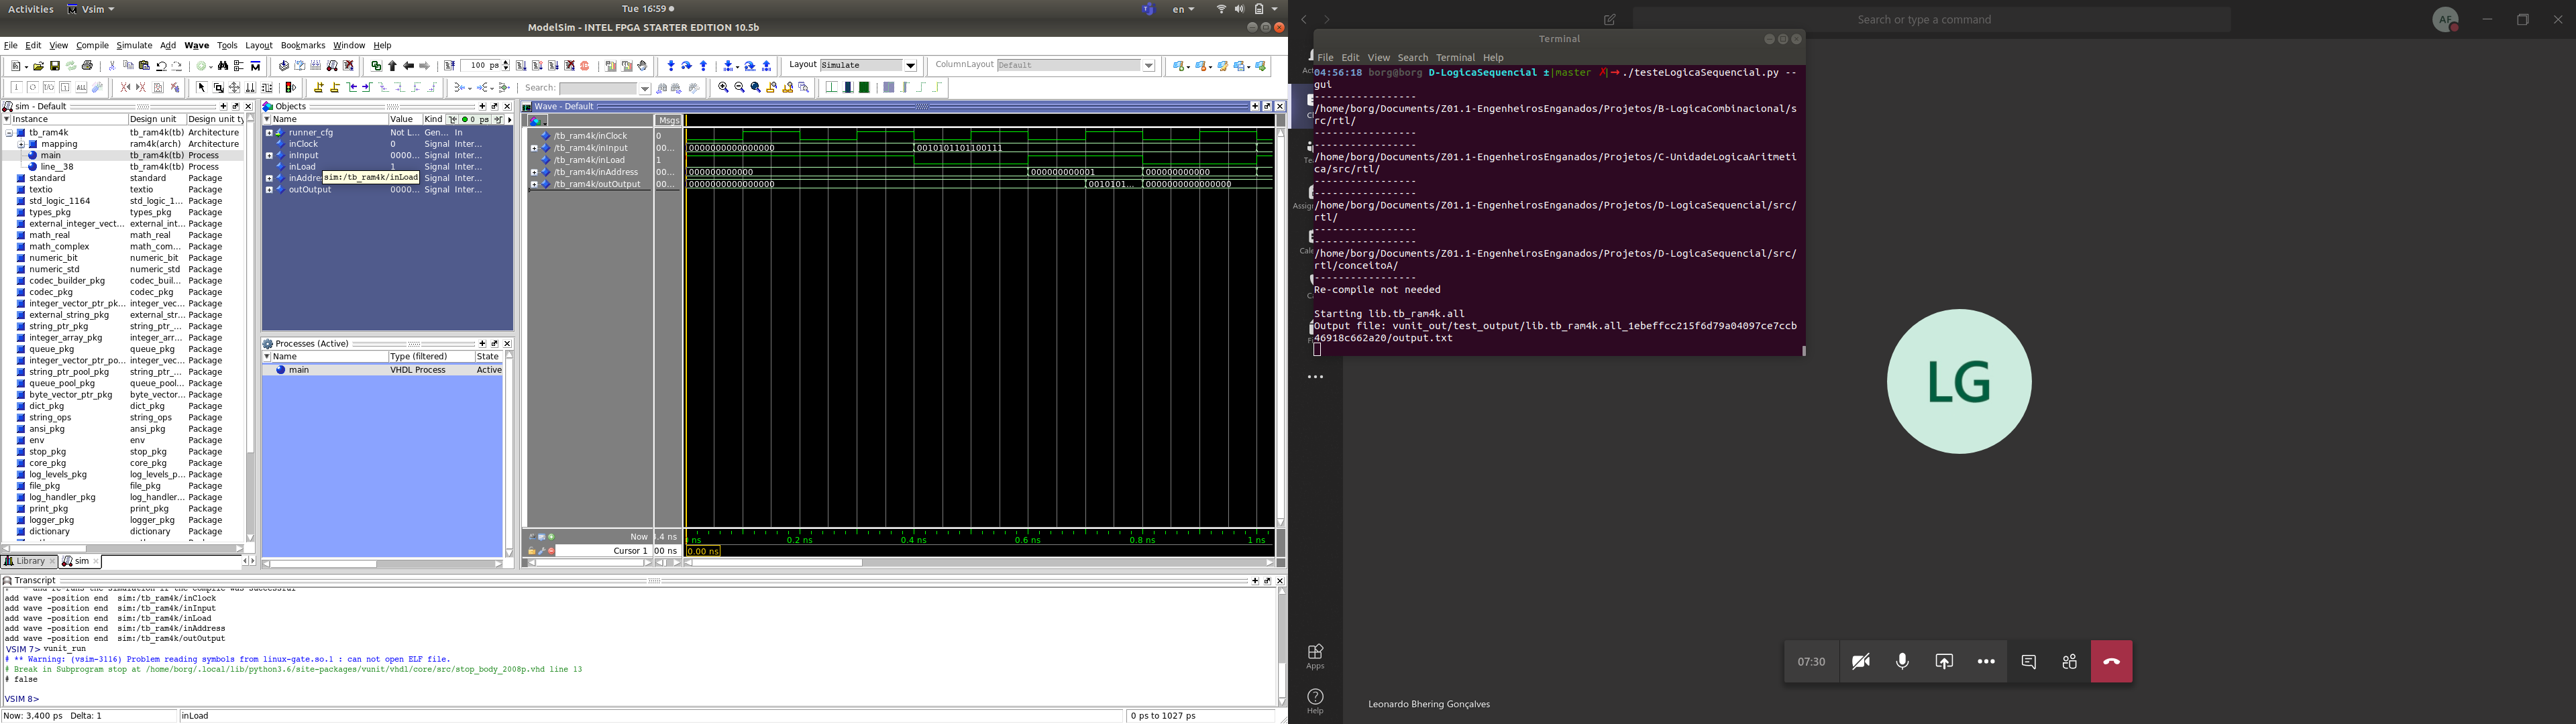 Activities
Vsim
Tue 16:59
en
ModelSim - INTEL FPGA STARTER EDITION 10.5b
File Edit View Compile Simulate Add Wave Tools Layout Bookmarks Window Help
100 ps
Layout Simulate
ColumnLayout Default
Search:
sim - Default
Instance Design unit Design unit ty
tb_ram4k tb_ram4k(tb) Architecture
mapping ram4k(arch) Architecture
main tb_ram4k(tb) Process
line__38 tb_ram4k(tb) Process
standard standard Package
textio textio Package
std_logic_1164 std_logic_1... Package
types_pkg types_pkg Package
external_integer_vect... external_int... Package
math_real math_real Package
math_complex math_com... Package
numeric_bit numeric_bit Package
numeric_std numeric_std Package
codec_builder_pkg codec_buil... Package
codec_pkg codec_pkg Package
integer_vector_ptr_pk... integer_vec... Package
external_string_pkg external_str... Package
string_ptr_pkg string_ptr_... Package
integer_array_pkg integer_arr... Package
queue_pkg queue_pkg Package
integer_vector_ptr_po... integer_vec... Package
string_ptr_pool_pkg string_ptr_... Package
queue_pool_pkg queue_pool... Package
byte_vector_ptr_pkg byte_vector... Package
dict_pkg dict_pkg Package
string_ops string_ops Package
ansi_pkg ansi_pkg Package
env env Package
stop_pkg stop_pkg Package
core_pkg core_pkg Package
log_levels_pkg log_levels_p... Package
file_pkg file_pkg Package
log_handler_pkg log_handler... Package
print_pkg print_pkg Package
logger_pkg logger_pkg Package
dictionary dictionary Package
Library
sim
Objects
Name Value Kind 0 ps
runner_cfg Not L... Gen... In
inClock 0 Signal Inter...
inInput 0000... Signal Inter...
inLoad 1 Signal Inter...
inAddre 0000... Signal Inter...
sim:/tb_ram4k/inLoad
outOutput 0000... Signal Inter...
Processes (Active)
Name Type (filtered) State
main VHDL Process Active
Wave - Default
Msgs
/tb_ram4k/inClock 0
/tb_ram4k/inInput 00... 0000000000000000 0010101101100111
/tb_ram4k/inLoad 1
/tb_ram4k/inAddress 00... 000000000000 000000000001 000000000000
/tb_ram4k/outOutput 00... 0000000000000000 0010101... 0000000000000000
Now
Cursor 1
0.2 ns 0.4 ns 0.6 ns 0.8 ns 1 ns
0.00 ns
Transcript
add wave -position end sim:/tb_ram4k/inClock
add wave -position end sim:/tb_ram4k/inInput
add wave -position end sim:/tb_ram4k/inLoad
add wave -position end sim:/tb_ram4k/inAddress
add wave -position end sim:/tb_ram4k/outOutput
VSIM 7> vunit_run
# ** Warning: (vsim-3116) Problem reading symbols from linux-gate.so.1 : can not open ELF file.
# Break in Subprogram stop at /home/borg/.local/lib/python3.6/site-packages/vunit/vhdl/core/src/stop_body_2008p.vhd line 13
# false
VSIM 8>
Now: 3,400 ps Delta: 1
inLoad
0 ps to 1027 ps
Search or type a command
AF
Terminal
File Edit View Search Terminal Help
04:56:18 borg@borg D-LogicaSequencial ±|master ✗|→ ./testeLogicaSequencial.py --
gui
-----------------
/home/borg/Documents/Z01.1-EngenheirosEnganados/Projetos/B-LogicaCombinacional/s
rc/rtl/
-----------------
-----------------
/home/borg/Documents/Z01.1-EngenheirosEnganados/Projetos/C-UnidadeLogicaAritmeti
ca/src/rtl/
-----------------
-----------------
/home/borg/Documents/Z01.1-EngenheirosEnganados/Projetos/D-LogicaSequencial/src/
rtl/
-----------------
-----------------
/home/borg/Documents/Z01.1-EngenheirosEnganados/Projetos/D-LogicaSequencial/src/
rtl/conceitoA/
-----------------
Re-compile not needed
Starting lib.tb_ram4k.all
Output file: vunit_out/test_output/lib.tb_ram4k.all_1ebeffcc215f6d79a04097ce7ccb
46918c662a20/output.txt
LG
07:30
Apps
Help
Leonardo Bhering Gonçalves